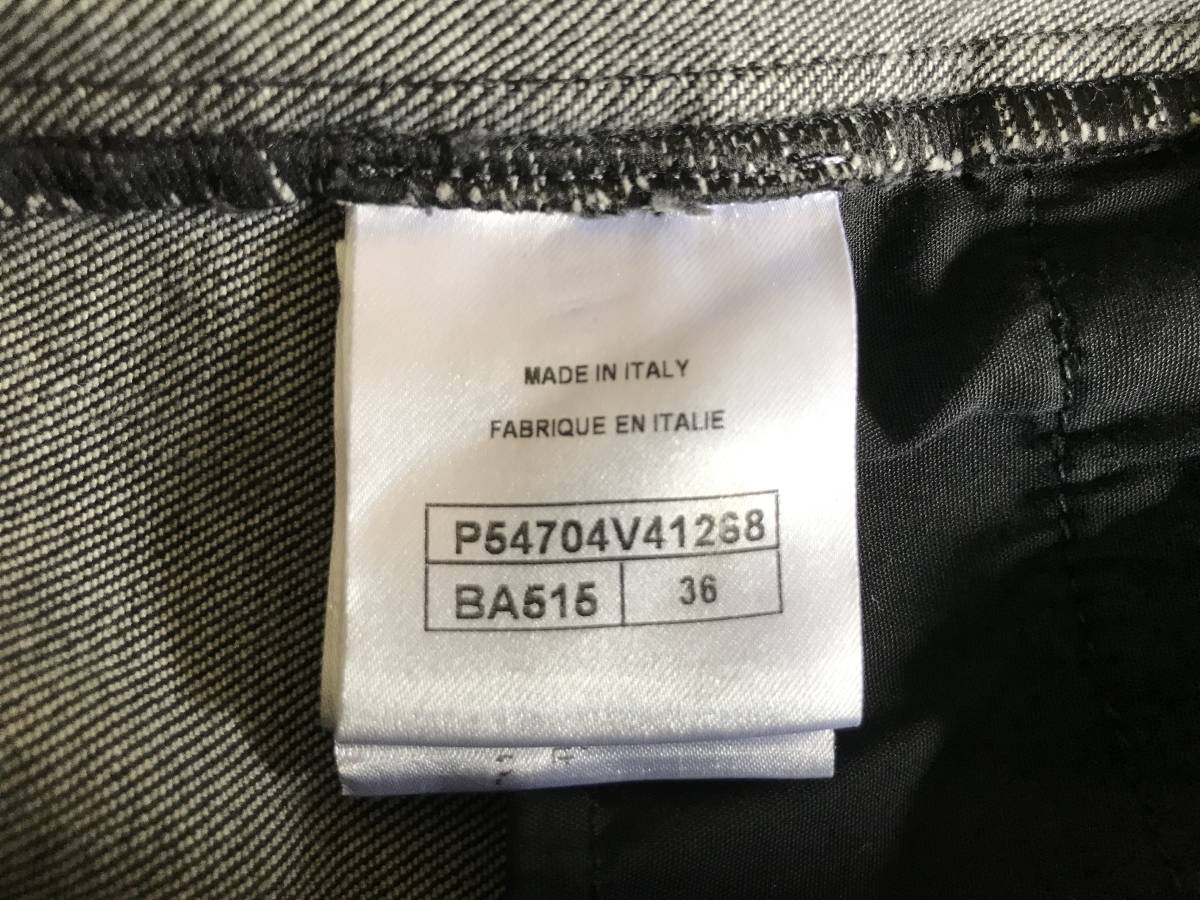 MADE IN ITALY
FABRIQUE EN ITALIE
P54704V41268
BA515 36